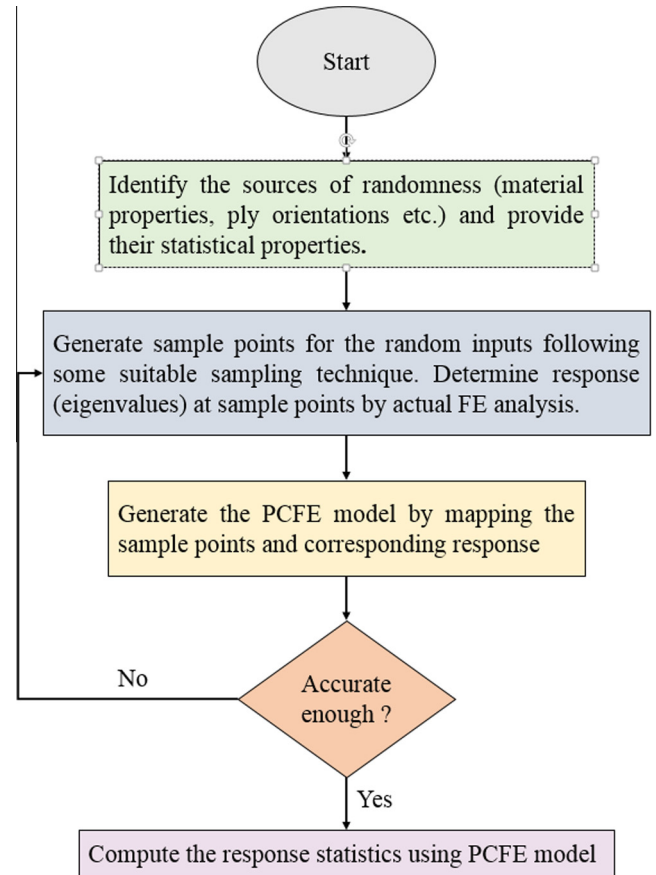 Start
Identify the sources of randomness (material
properties, ply orientations etc.) and provide
their statistical properties.
Generate sample points for the random inputs following
some suitable sampling technique. Determine response
(eigenvalues) at sample points by actual FE analysis.
Generate the PCFE model by mapping the
sample points and corresponding response
Accurate
enough ?
No
Yes
Compute the response statistics using PCFE model